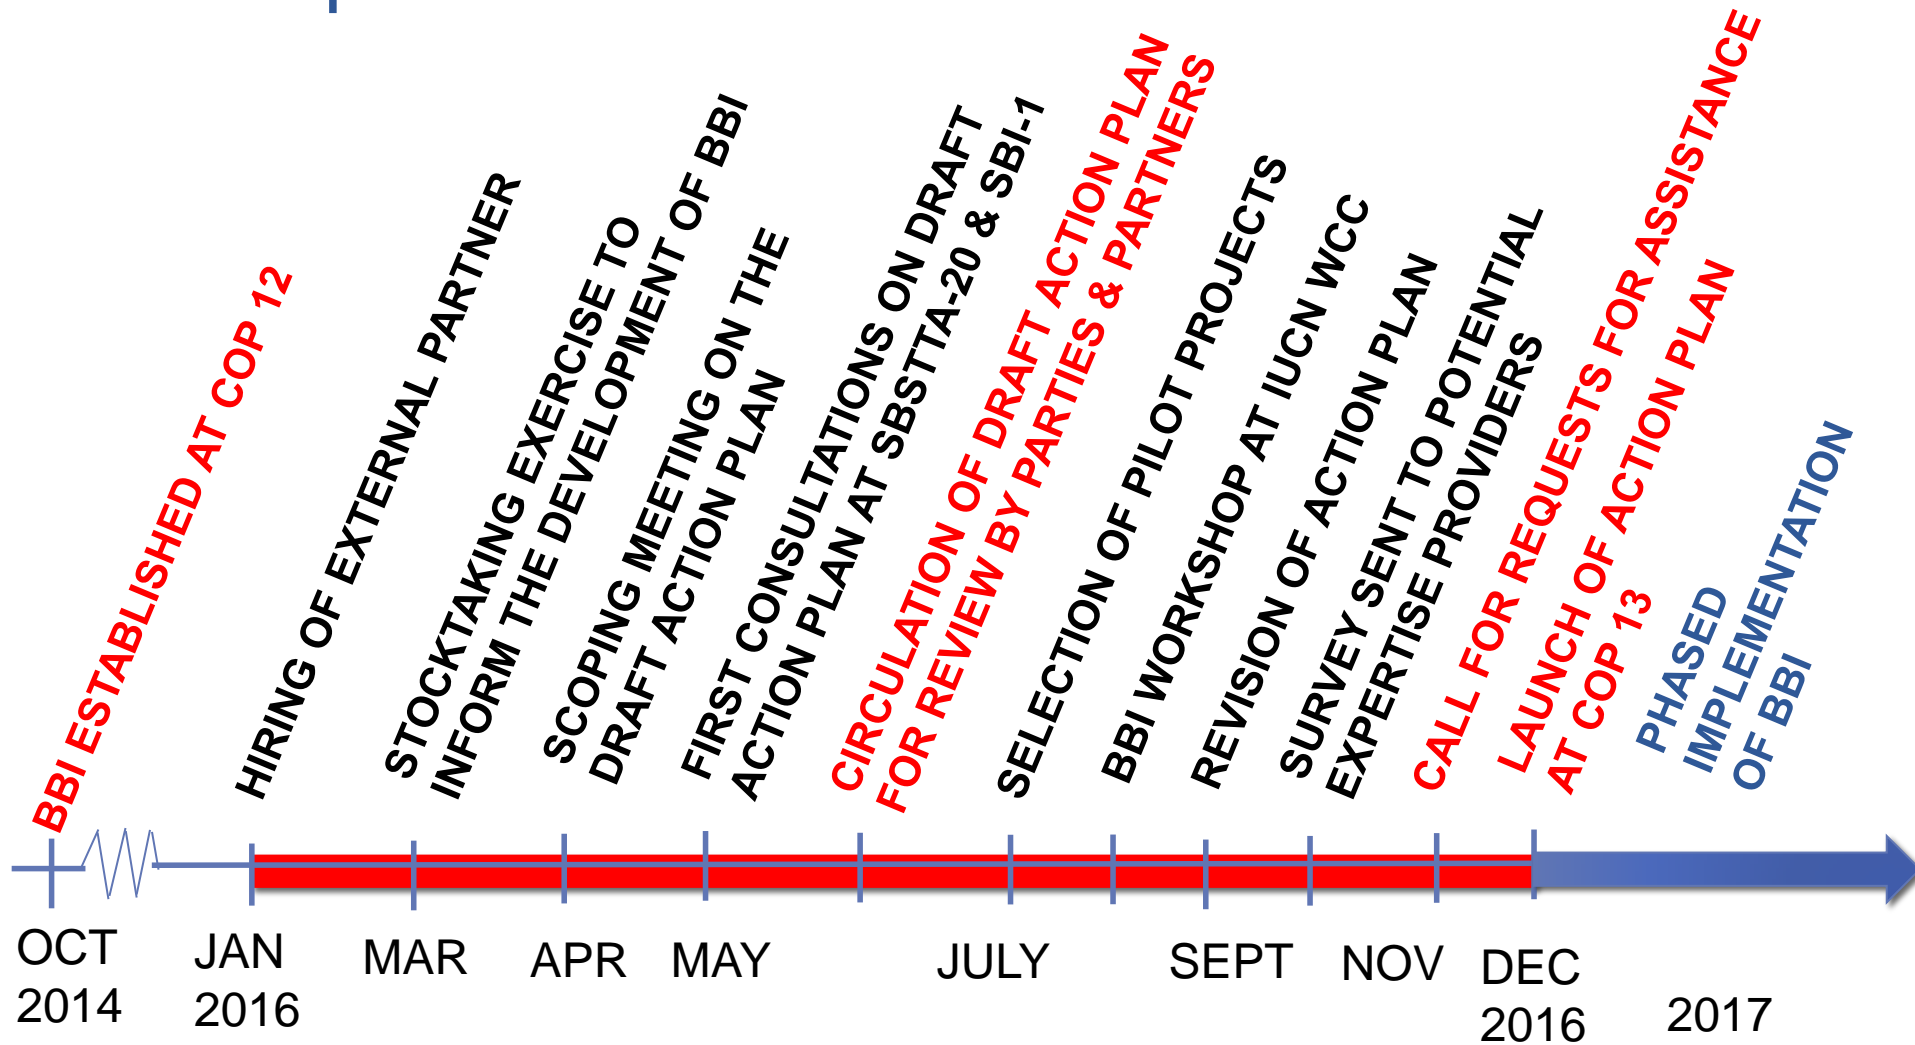 BBI ESTABLISHED AT COP 12
HIRING OF EXTERNAL PARTNER
STOCKTAKING EXERCISE TO
INFORM THE DEVELOPMENT OF BBI
SCOPING MEETING ON THE
DRAFT ACTION PLAN
FIRST CONSULTATIONS ON DRAFT
ACTION PLAN AT SBSTTA-20 & SBI-1
CIRCULATION OF DRAFT ACTION PLAN
FOR REVIEW BY PARTIES & PARTNERS
SELECTION OF PILOT PROJECTS
BBI WORKSHOP AT IUCN WCC
REVISION OF ACTION PLAN
SURVEY SENT TO POTENTIAL
EXPERTISE PROVIDERS
CALL FOR REQUESTS FOR ASSISTANCE
LAUNCH OF ACTION PLAN
AT COP 13
PHASED
IMPLEMENTATION
OF BBI
OCT
2014
JAN
2016
MAR
APR
MAY
JULY
SEPT
NOV
DEC
2016
2017